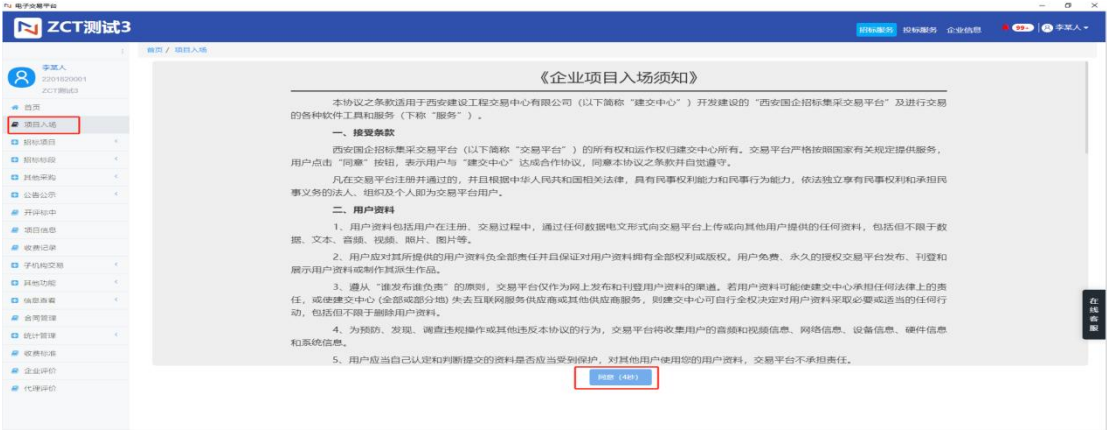 电子交易平台
ZCT测试3
招标服务 投标服务 企业信息 99+ 李某人
李某人
2201820001
ZCT测试3
首页 / 项目入场
首页
项目入场
招标项目
招标标段
其他采购
公告公示
开评标中
项目信息
收费记录
子机构交易
其他功能
信息查看
合同管理
统计管理
收费标准
企业评价
代理评价
《企业项目入场须知》
本协议之条款适用于西安建设工程交易中心有限公司（以下简称“建交中心”）开发建设的“西安国企招标集采交易平台”及进行交易
的各种软件工具和服务（下称“服务”）。
一、接受条款
西安国企招标集采交易平台（以下简称“交易平台”）的所有权和运作权归建交中心所有。交易平台严格按照国家有关规定提供服务，
用户点击“同意”按钮，表示用户与“建交中心”达成合作协议，同意本协议之条款并自觉遵守。
凡在交易平台注册并通过的，并且根据中华人民共和国相关法律，具有民事权利能力和民事行为能力，依法独立享有民事权利和承担民
事义务的法人、组织及个人即为交易平台用户。
二、用户资料
1、用户资料包括用户在注册、交易过程中，通过任何数据电文形式向交易平台上传或向其他用户提供的任何资料，包括但不限于数
据、文本、音频、视频、照片、图片等。
2、用户应对其所提供的用户资料负全部责任并且保证对用户资料拥有全部权利或版权。用户免费、永久的授权交易平台发布、刊登和
展示用户资料或制作其派生作品。
3、遵从“谁发布谁负责”的原则，交易平台仅作为网上发布和刊登用户资料的渠道。若用户资料可能使建交中心承担任何法律上的责
任，或使建交中心 (全部或部分地) 失去互联网服务供应商或其他供应商服务，则建交中心可自行全权决定对用户资料采取必要或适当的任何行
动，包括但不限于删除用户资料。
4、为预防、发现、调查违规操作或其他违反本协议的行为，交易平台将收集用户的音频和视频信息、网络信息、设备信息、硬件信息
和系统信息。
5、用户应当自己认定和判断提交的资料是否应当受到保护，对其他用户使用您的用户资料，交易平台不承担责任。
同意（4秒）
在线客服